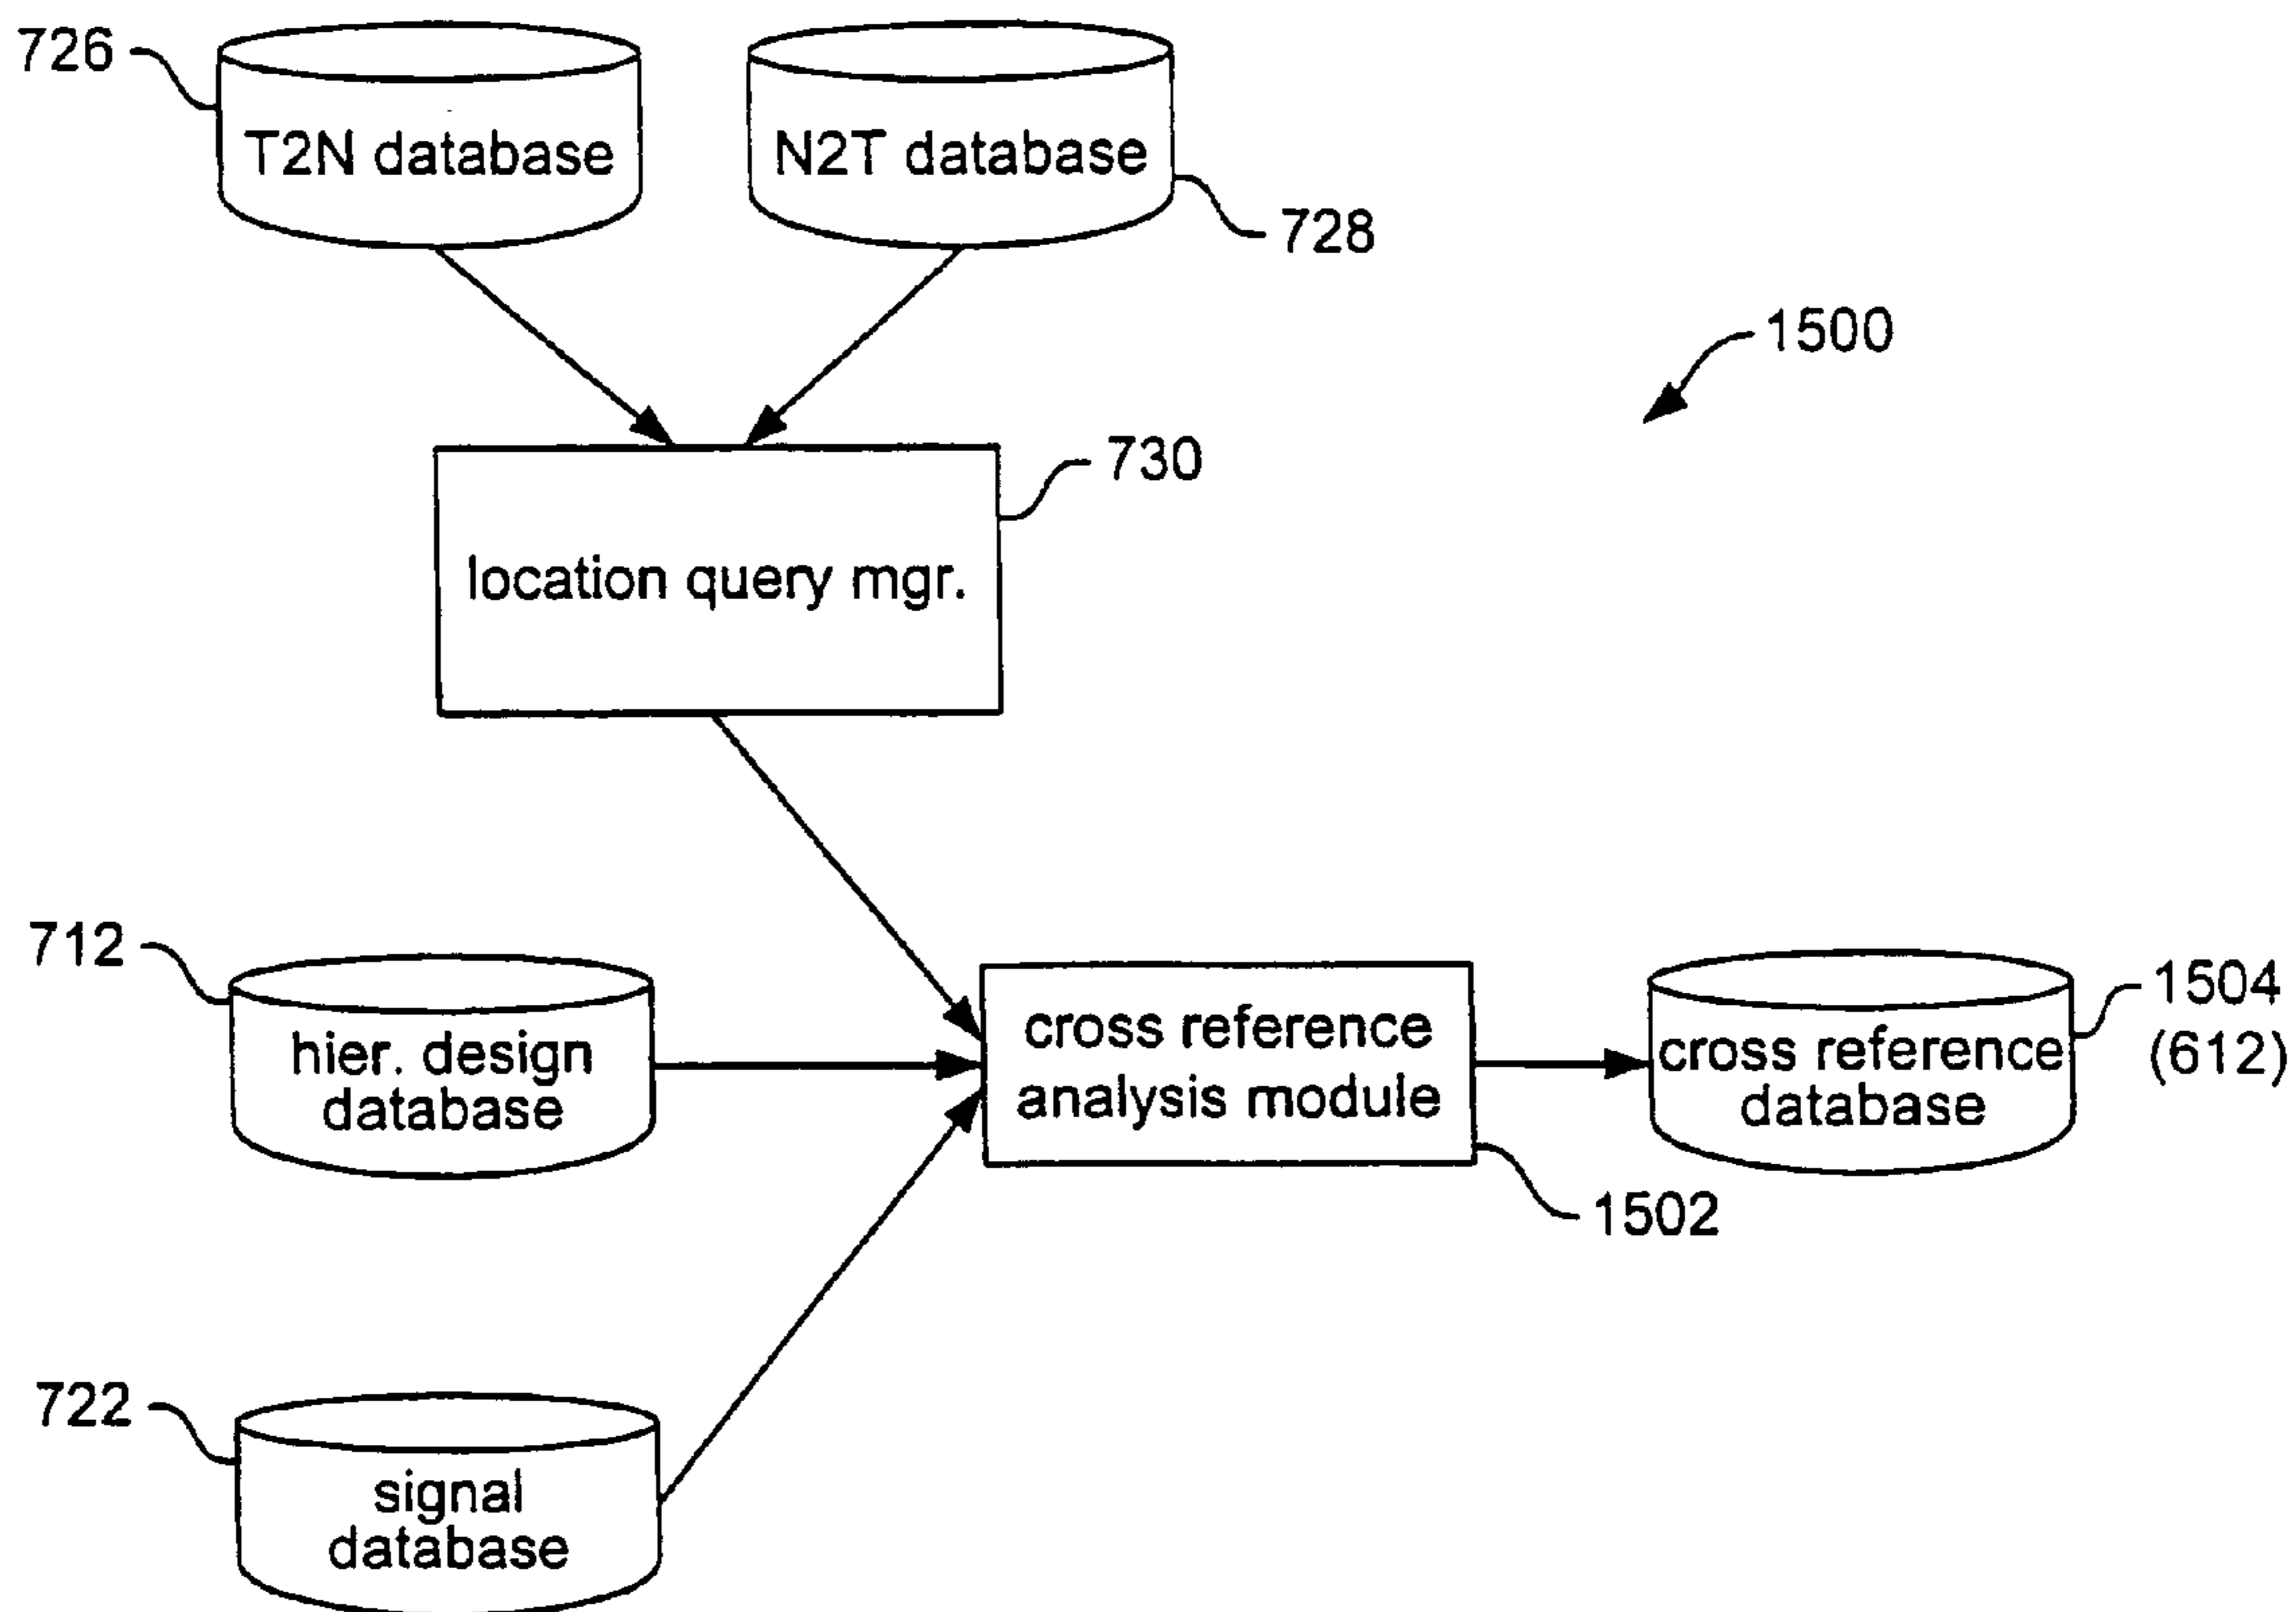 726
T2N database
N2T database
728
1500
730
location query mgr.
712
hier. design
database
cross reference
analysis module
1502
cross reference
database
1504
(612)
722
signal
database